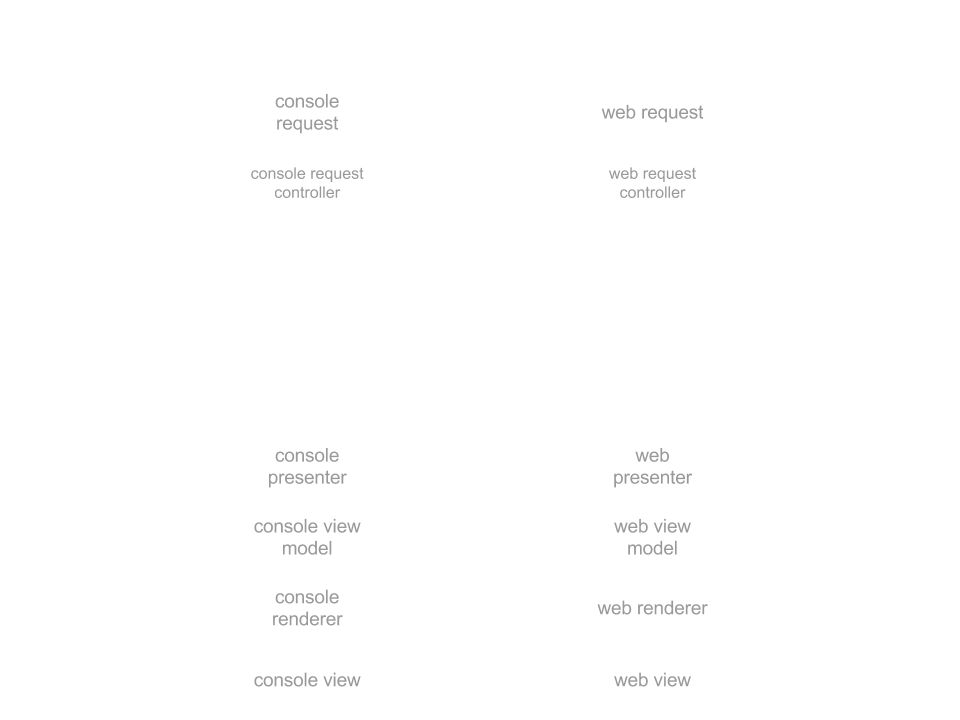 console
request
web request
console request
controller
web request
controller
console
presenter
web
presenter
console view
model
web view
model
console
renderer
web renderer
console view
web view